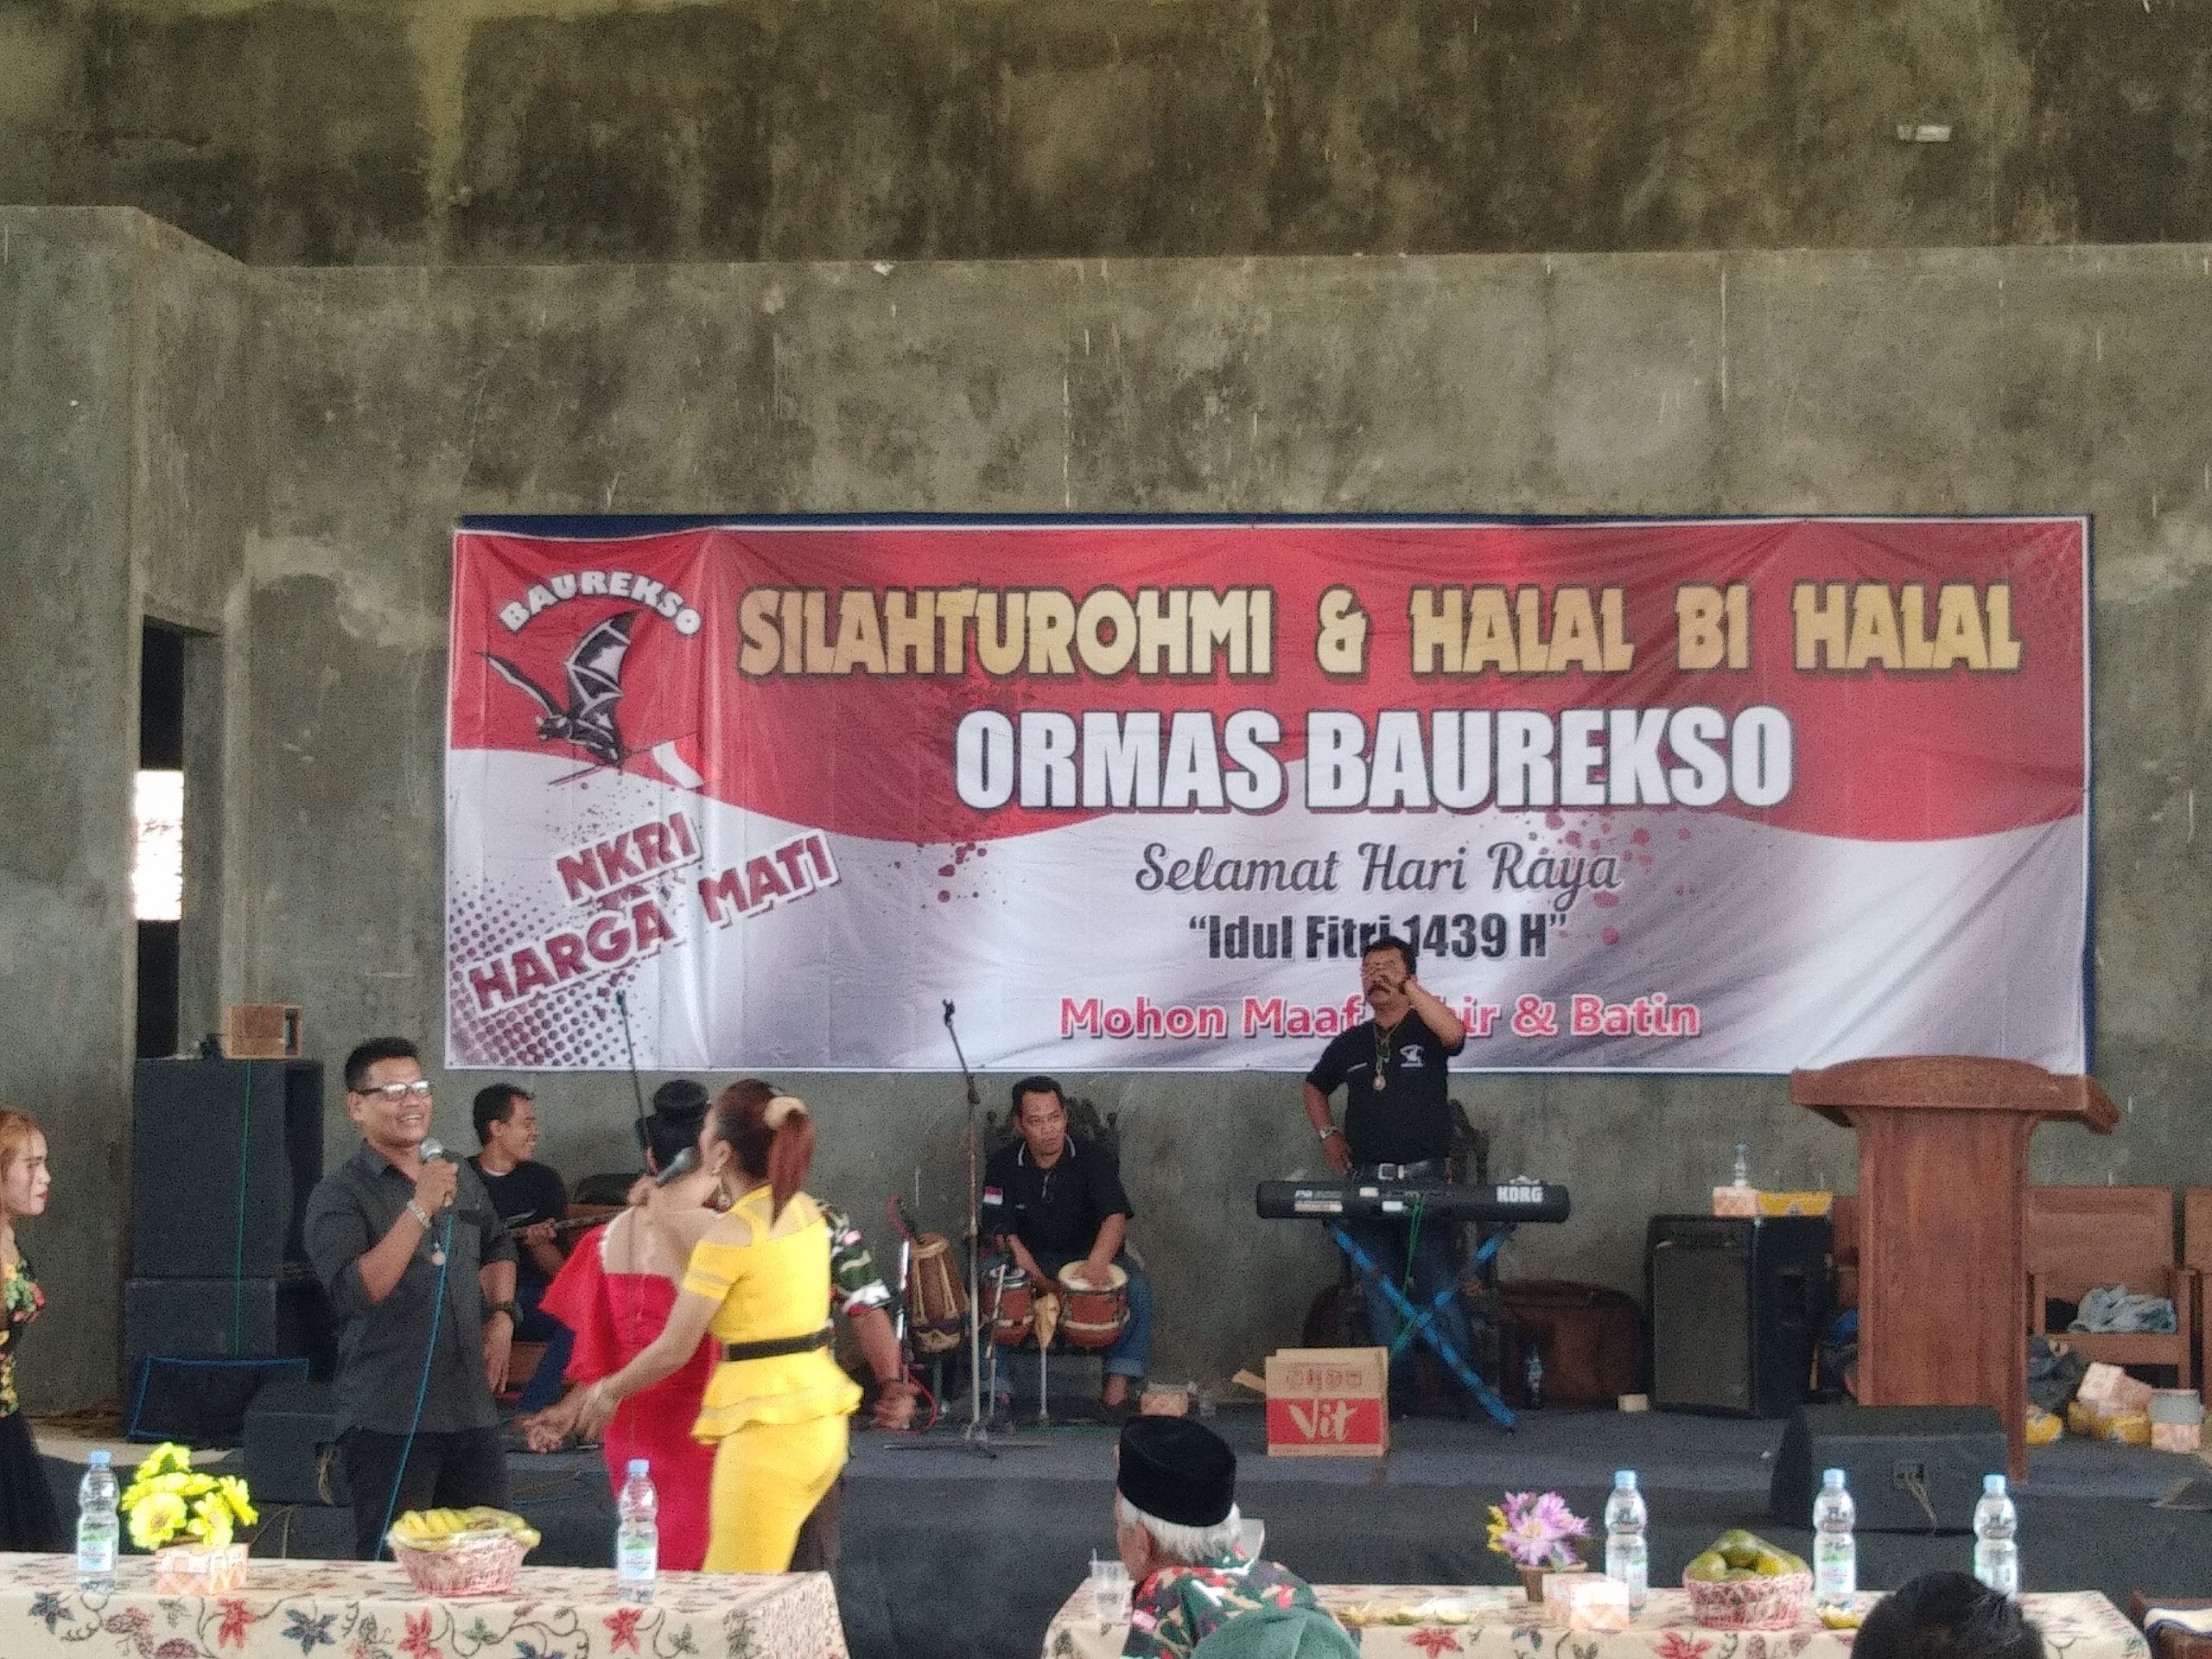 BAUREKSO
NKRI
HARGA MATI
SILAHTUROHMI & HALAL BI HALAL
ORMAS BAUREKSO
Selamat Hari Raya
"Idul Fitri 1439 H"
Mohon Maaf & Batin
KORG
Vit